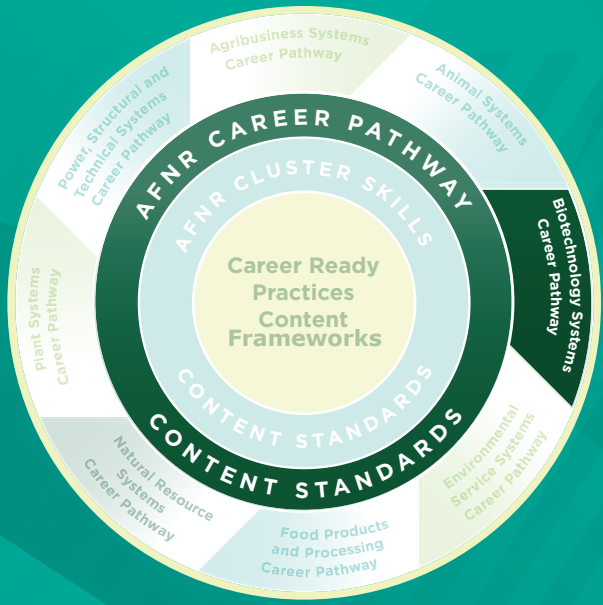 Agribusiness Systems
Career Pathway
Animal Systems
Career Pathway
Biotechnology Systems
Career Pathway
Environmental
Service Systems
Career Pathway
Food Products
and Processing
Career Pathway
Natural Resource
Systems
Career Pathway
Plant Systems
Career Pathway
Power, Structural and
Technical Systems
Career Pathway
AFNR CAREER PATHWAY
CONTENT STANDARDS
AFNR CLUSTER SKILLS
CONTENT STANDARDS
Career Ready
Practices
Content
Frameworks